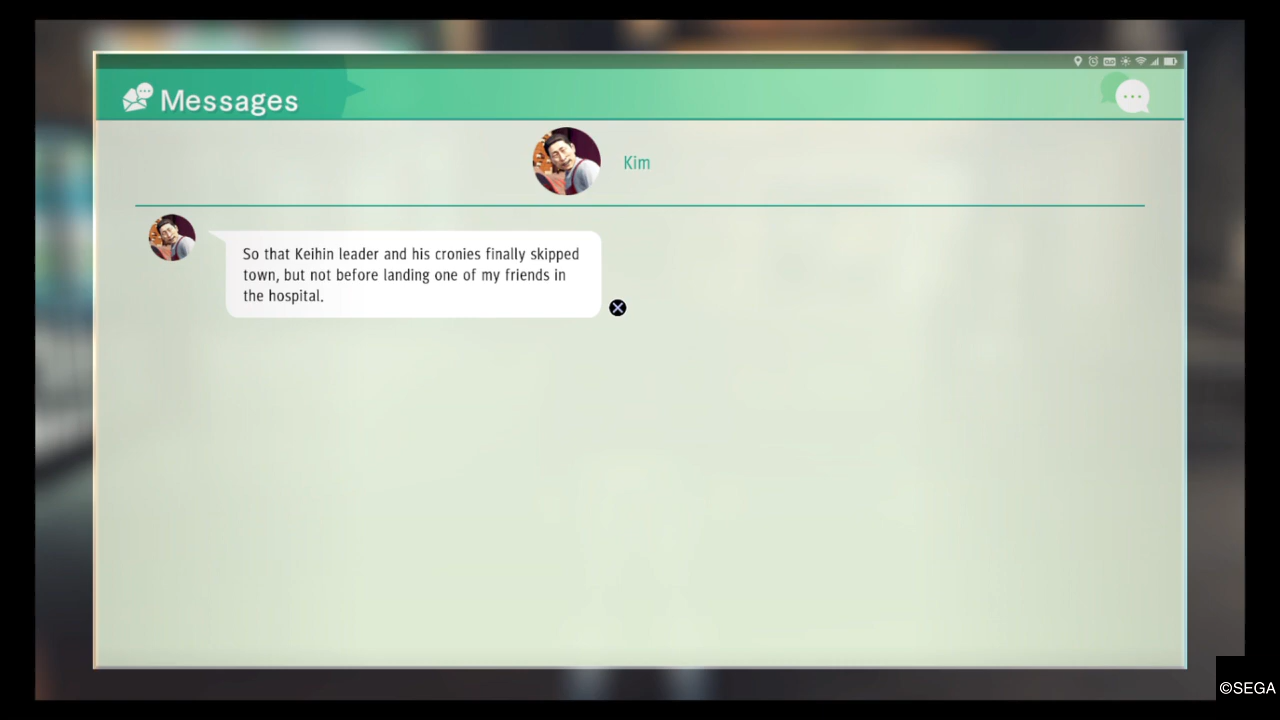 Messages
Kim
So that Keihin leader and his cronies finally skipped
town, but not before landing one of my friends in
the hospital.
©SEGA